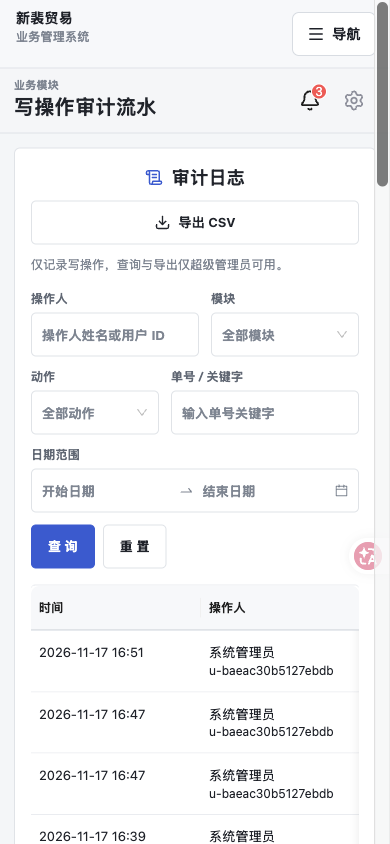 新裴贸易
业务管理系统
导航
业务模块
写操作审计流水
3
审计日志
导出 CSV
仅记录写操作，查询与导出仅超级管理员可用。
操作人 模块
操作人姓名或用户 ID 全部模块
动作 单号 / 关键字
全部动作 输入单号关键字
日期范围
开始日期 → 结束日期
查 询 重 置
时间 操作人
2026-11-17 16:51 系统管理员
u-baeac30b5127ebdb
2026-11-17 16:47 系统管理员
u-baeac30b5127ebdb
2026-11-17 16:47 系统管理员
u-baeac30b5127ebdb
2026-11-17 16:39 系统管理员